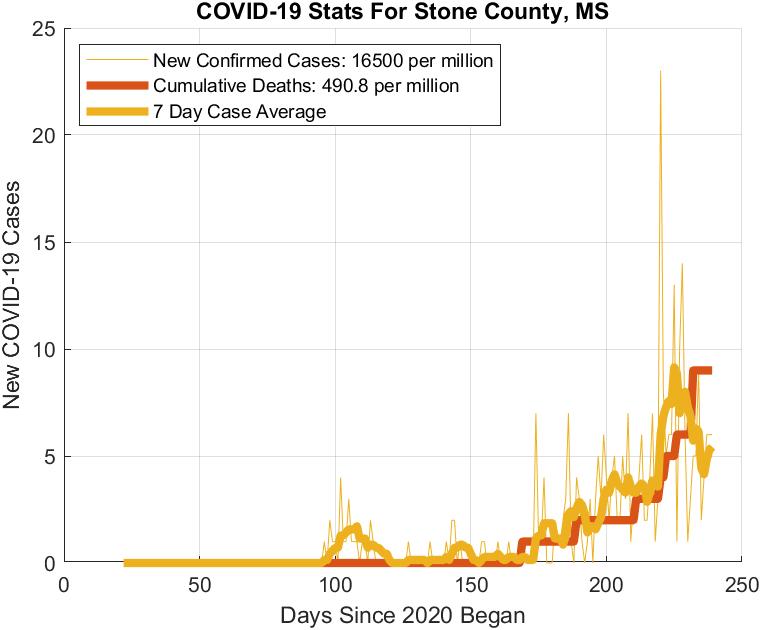 COVID-19 Stats For Stone County, MS
25
New Confirmed Cases: 16500 per million
Cumulative Deaths: 490.8 per million
7 Day Case Average
20
15
10
5
0
New COVID-19 Cases
0 50 100 150 200 250
Days Since 2020 Began